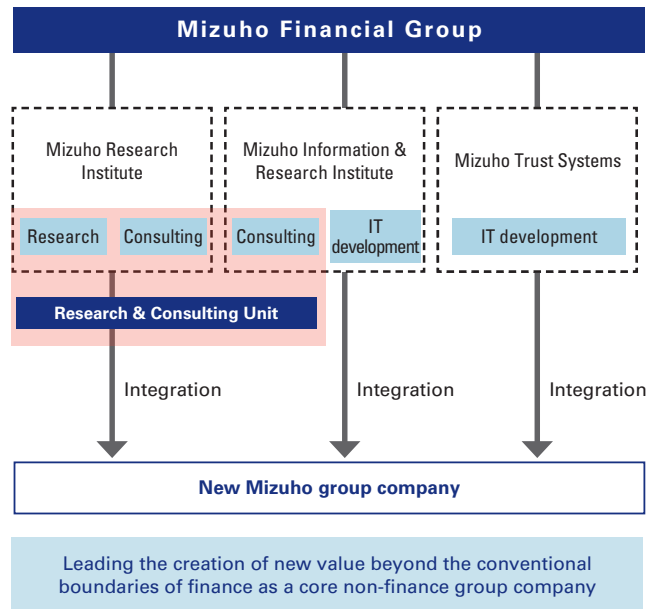 Mizuho Financial Group
Mizuho Research
Institute
Mizuho Information &
Research Institute
Mizuho Trust Systems
Research
Consulting
Consulting
IT
development
IT development
Research & Consulting Unit
Integration
Integration
Integration
New Mizuho group company
Leading the creation of new value beyond the conventional
boundaries of finance as a core non-finance group company